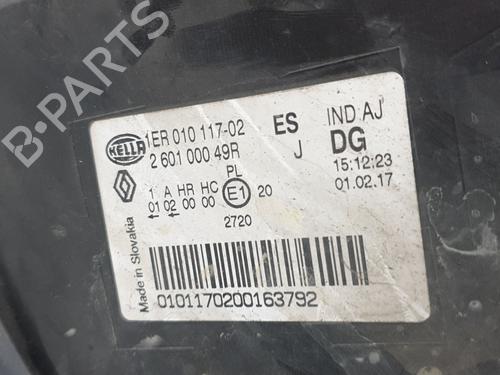 B-PARTS
HELLA
1ER 010 117-02
ES
IND AJ
2 601 000 49R
J
DG
PL
15:12:23
1 A HR HC
E1
20
01.02.17
01 02 00 00
2720
Made in Slovakia
0101170200163792